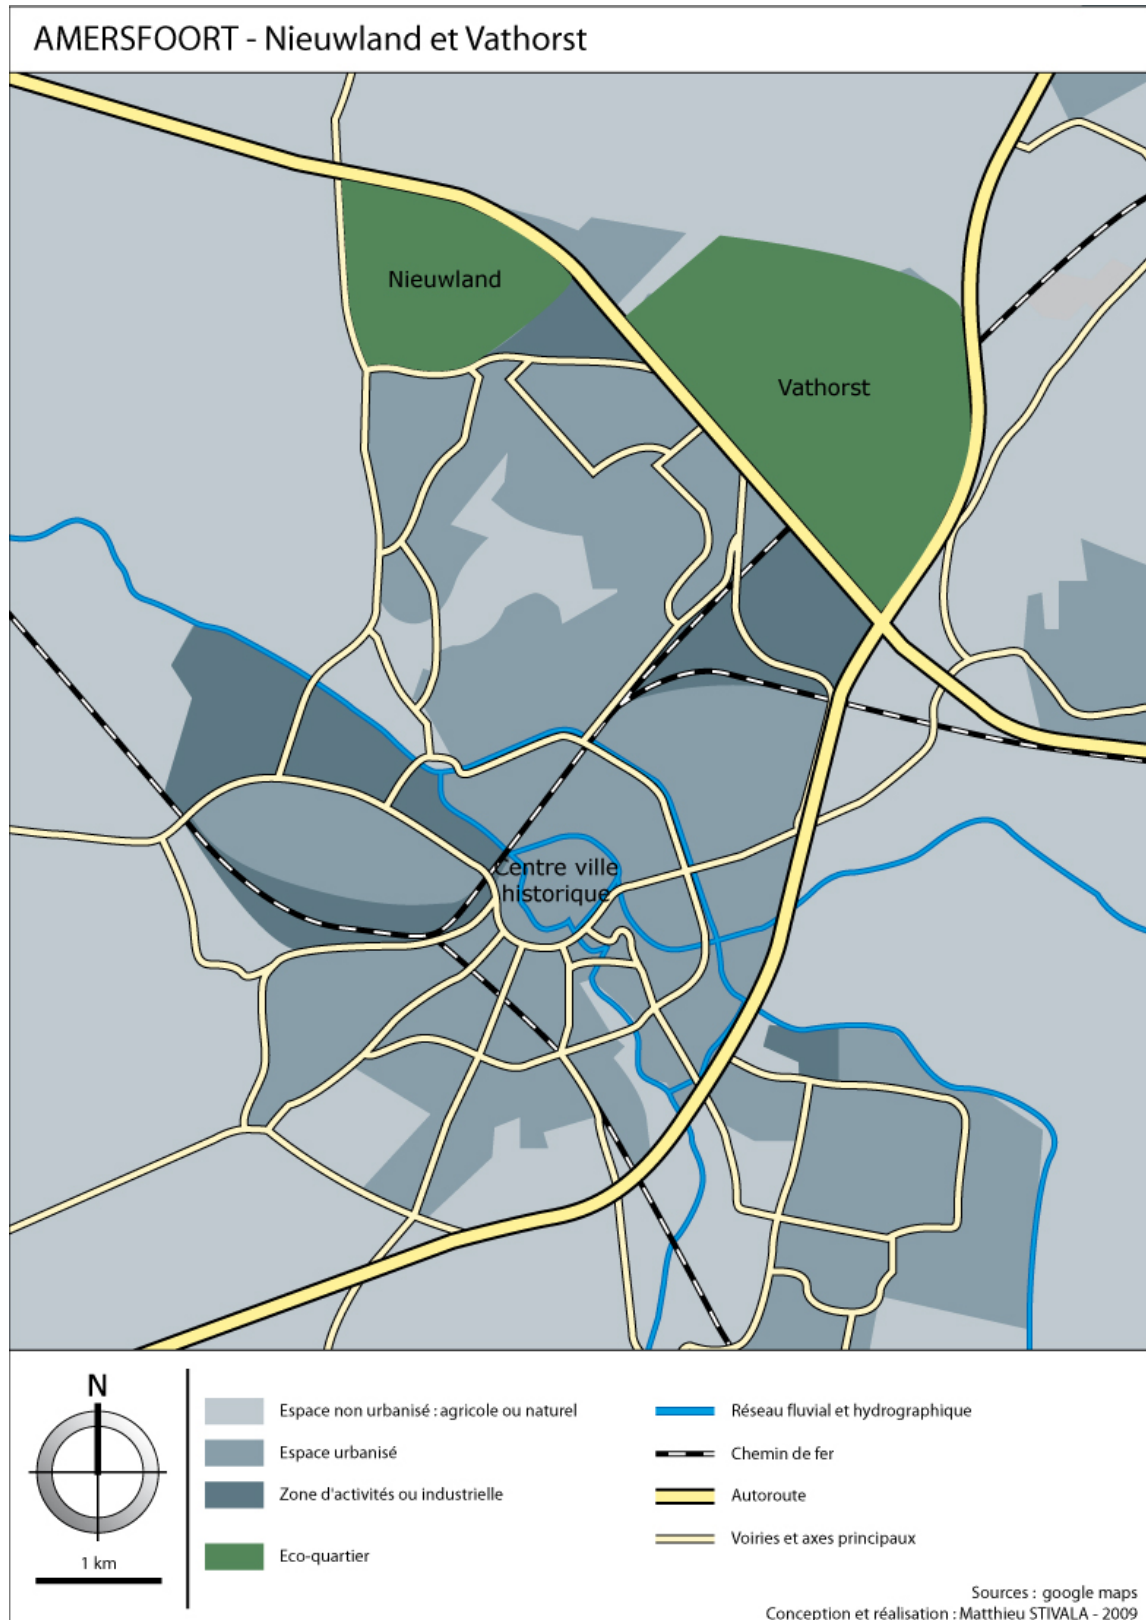 AMERSFOORT - Nieuwland et Vathorst
Nieuwland
Vathorst
Centre ville
historique
N
1 km
Espace non urbanisé : agricole ou naturel
Espace urbanisé
Zone d'activités ou industrielle
Eco-quartier
Réseau fluvial et hydrographique
Chemin de fer
Autoroute
Voiries et axes principaux
Sources : google maps
Conception et réalisation : Matthieu STIVALA - 2009